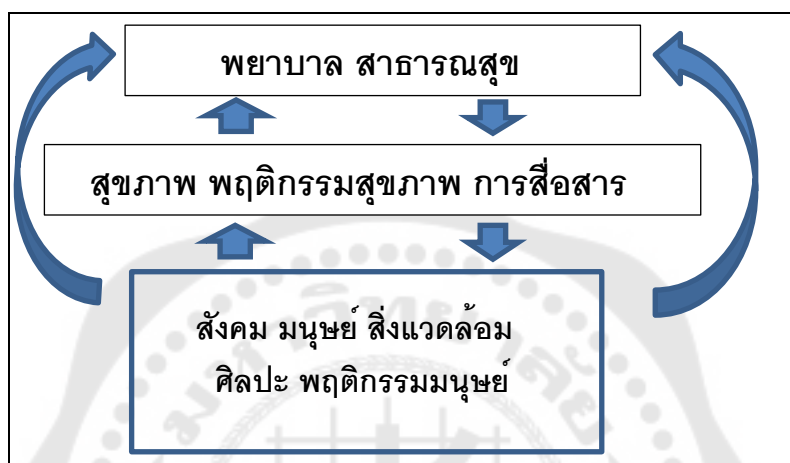 พยาบาล สาธารณสุข
สุขภาพ พฤติกรรมสุขภาพ การสื่อสาร
สังคม มนุษย์ สิ่งแวดล้อม
ศิลปะ พฤติกรรมมนุษย์